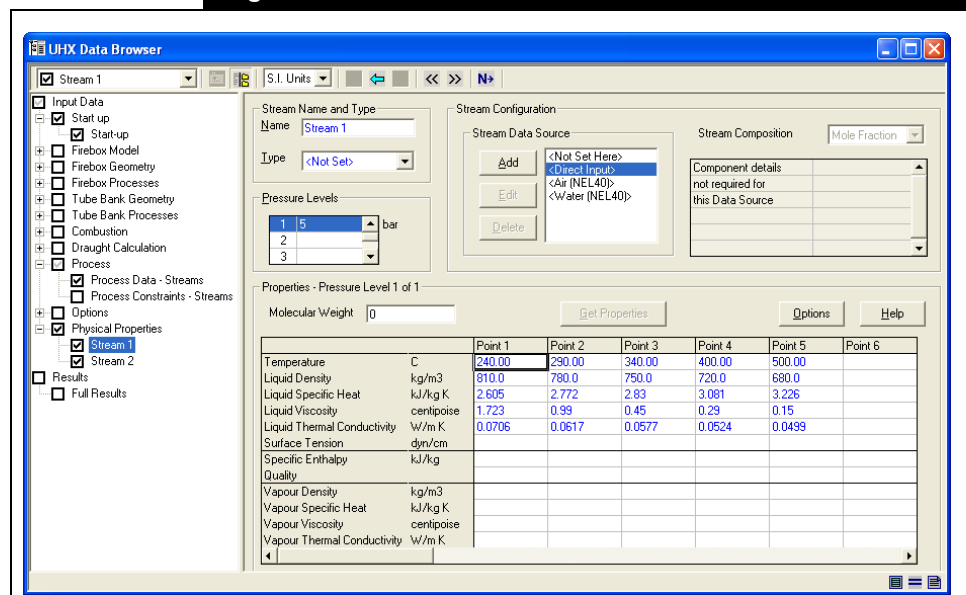 UHX Data Browser
Stream 1
S.I. Units
Input Data
Start up
Start-up
Firebox Model
Firebox Geometry
Firebox Processes
Tube Bank Geometry
Tube Bank Processes
Combustion
Draught Calculation
Process
Process Data - Streams
Process Constraints - Streams
Options
Physical Properties
Stream 1
Stream 2
Results
Full Results
Stream Name and Type
Name Stream 1
Type <Not Set>
Pressure Levels
1 5 bar
2
3
Stream Configuration
Stream Data Source
Add
Edit
Delete
<Not Set Here>
<Direct Input>
<Air (NEL40)>
<Water (NEL40)>
Stream Composition Mole Fraction
Component details
not required for
this Data Source
Properties - Pressure Level 1 of 1
Molecular Weight 0 Get Properties Options Help
Point 1 Point 2 Point 3 Point 4 Point 5 Point 6
Temperature C 240.00 290.00 340.00 400.00 500.00
Liquid Density kg/m3 810.0 780.0 750.0 720.0 680.0
Liquid Specific Heat kJ/kg K 2.605 2.772 2.83 3.081 3.226
Liquid Viscosity centipoise 1.723 0.99 0.45 0.29 0.15
Liquid Thermal Conductivity W/m K 0.0706 0.0617 0.0577 0.0524 0.0499
Surface Tension dyn/cm
Specific Enthalpy kJ/kg
Quality
Vapour Density kg/m3
Vapour Specific Heat kJ/kg K
Vapour Viscosity centipoise
Vapour Thermal Conductivity W/m K